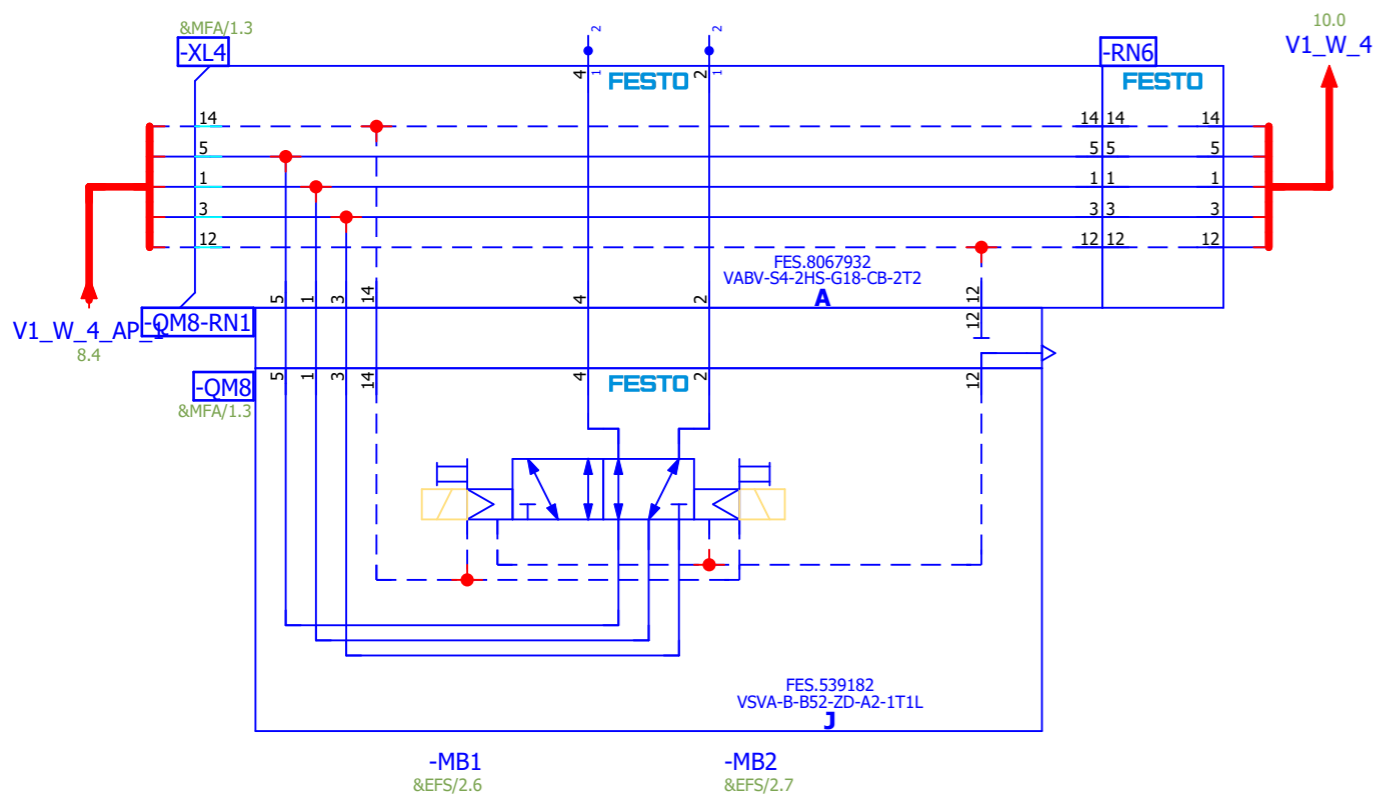 &MFA/1.3
-XL4
2
2
10.0
V1_W_4
-RN6
4
1
2
1
FESTO
FESTO
14
14 14
14
5
5 5
5
1
1 1
1
3
3 3
3
12
12 12
12
FES.8067932
VABV-S4-2HS-G18-CB-2T2
A
5
1
3
14
4
2
12
V1_W_4_AP_1
8.4
-QM8-RN1
12
-QM8
&MFA/1.3
5
1
3
14
4
FESTO
2
12
FES.539182
VSVA-B-B52-ZD-A2-1T1L
J
-MB1
&EFS/2.6
-MB2
&EFS/2.7